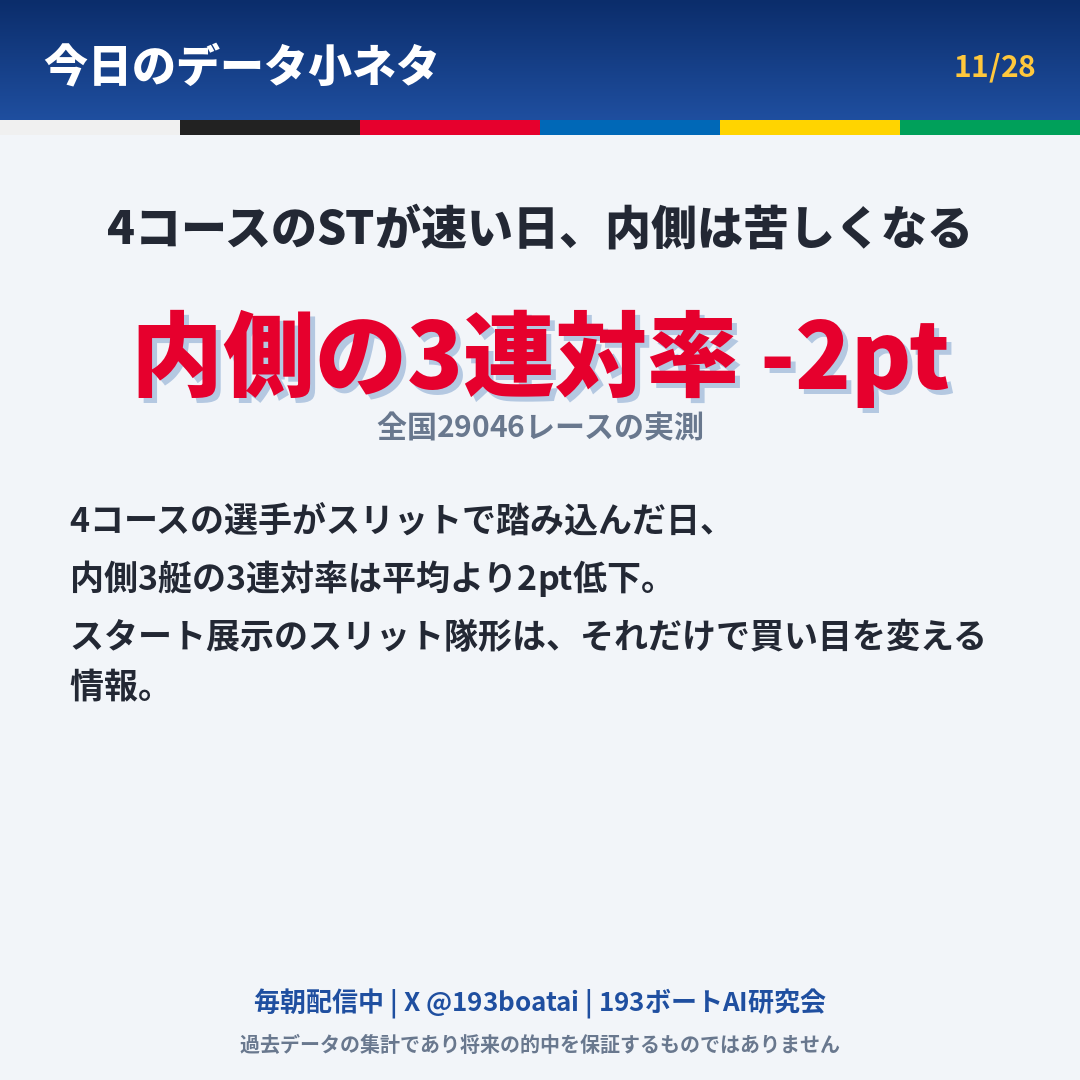 今日のデータ小ネタ
11/28
4コースのSTが速い日、内側は苦しくなる
内側の3連対率 -2pt
全国29046レースの実測
4コースの選手がスリットで踏み込んだ日、
内側3艇の3連対率は平均より2pt低下。
スタート展示のスリット隊形は、それだけで買い目を変える
情報。
毎朝配信中 | X @193boatai | 193ボートAI研究会
過去データの集計であり将来の的中を保証するものではありません